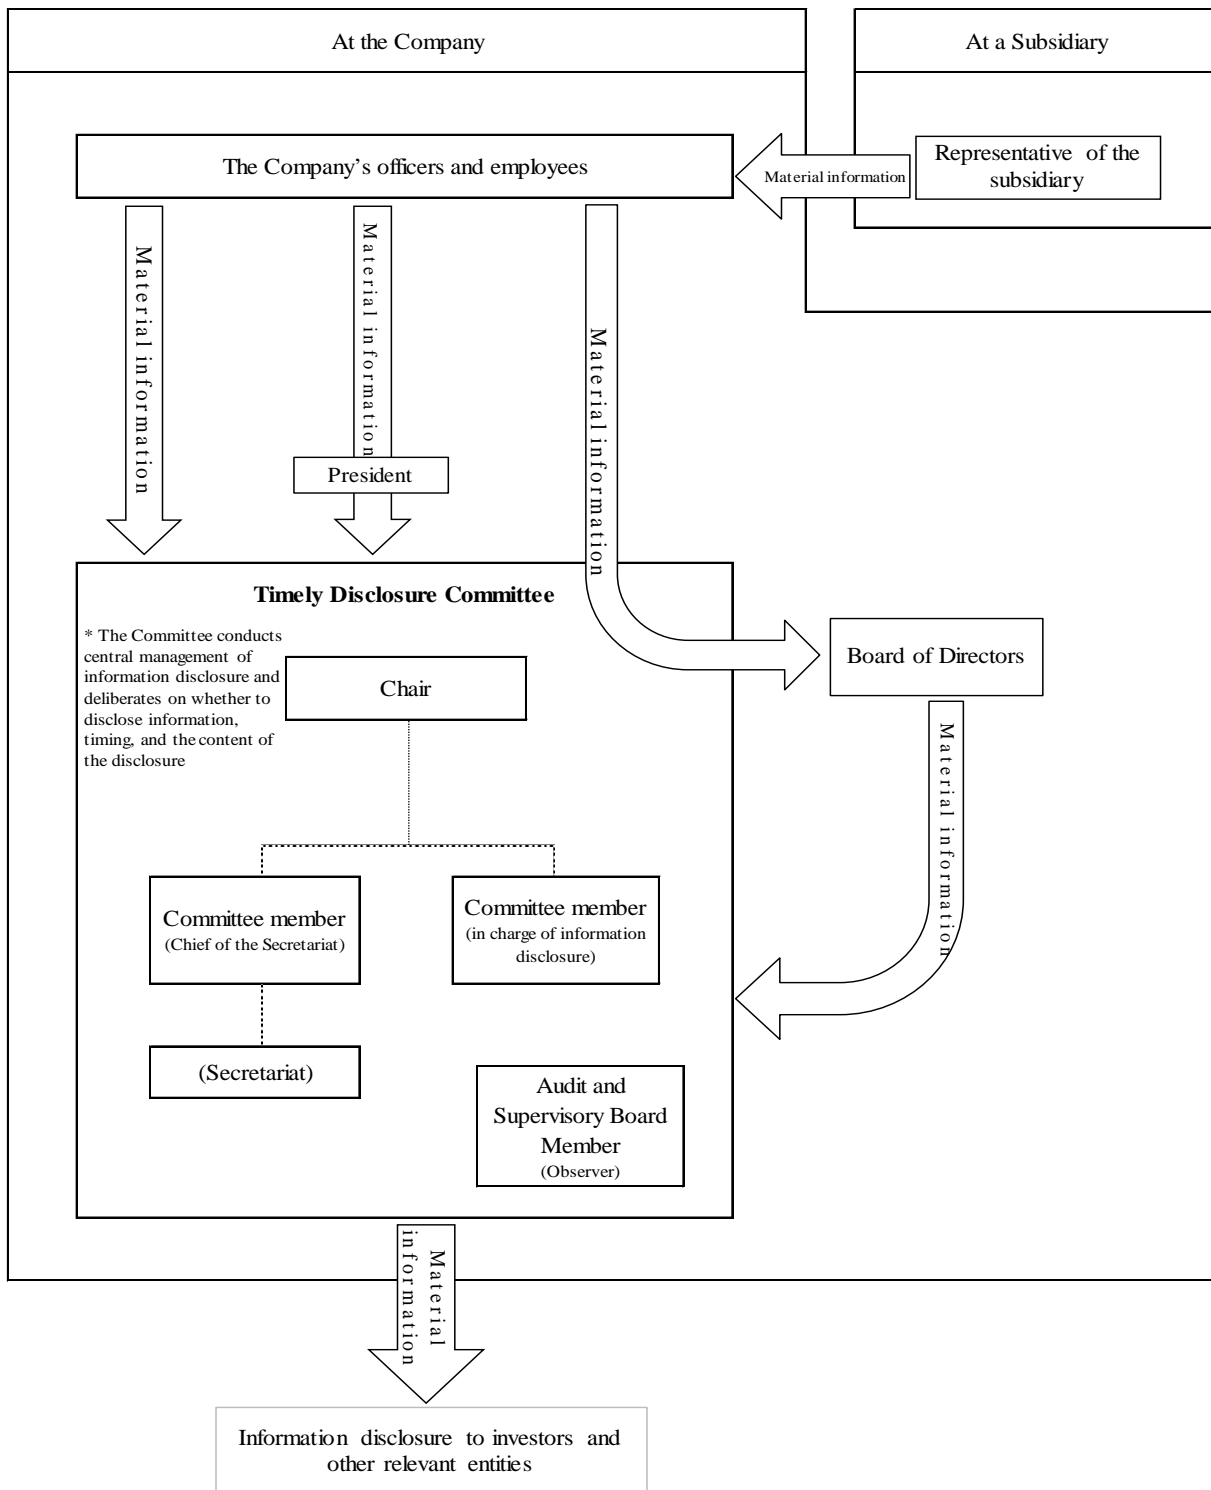 At the Company
At a Subsidiary
The Company’s officers and employees
Material information
Representative of the
subsidiary
Material information
Material information
Material information
President
Timely Disclosure Committee
* The Committee conducts
central management of
information disclosure and
deliberates on whether to
disclose information,
timing, and the content of
the disclosure
Chair
Board of Directors
Material information
Committee member
(Chief of the Secretariat)
Committee member
(in charge of information
disclosure)
(Secretariat)
Audit and
Supervisory Board
Member
(Observer)
Material
information
Information disclosure to investors and
other relevant entities